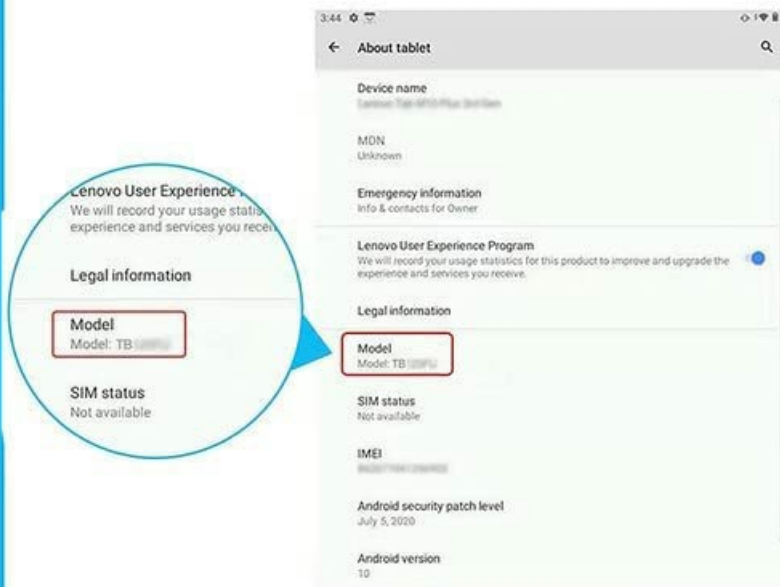 3:44
About tablet
Device name
MDN
Unknown
Emergency information
Info & contacts for Owner
Lenovo User Experience Program
We will record your usage statistics for this product to improve and upgrade the
experience and services you receive.
Legal information
Model
Model: TB
SIM status
Not available
IMEI
Android security patch level
July 5, 2020
Android version
10
Lenovo User Experience
We will record your usage statis
experience and services you recei
Legal information
Model
Model: TB
SIM status
Not available